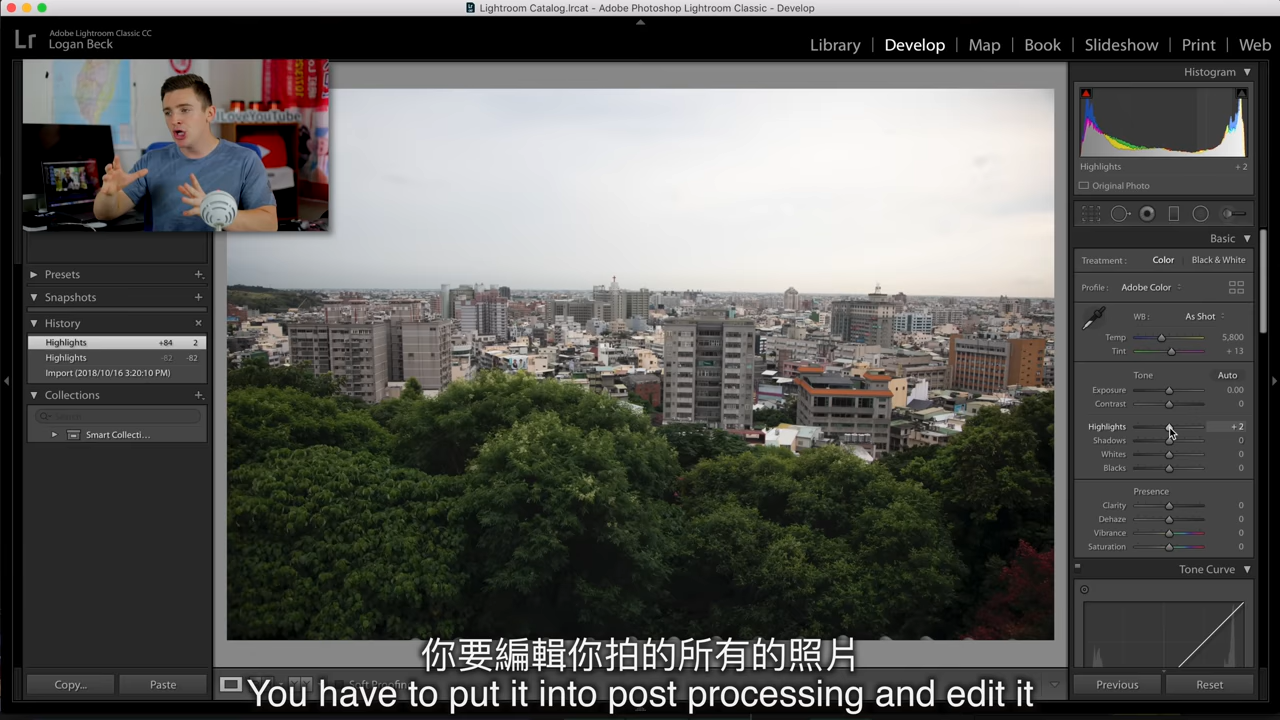 Lightroom Catalog.lrcat - Adobe Photoshop Lightroom Classic - Develop
Lr
Adobe Lightroom Classic CC
Logan Beck
Library
Develop
Map
Book
Slideshow
Print
Web
ILoveYouTube
Histogram
Highlights +2
Original Photo
Basic
Treatment : Color Black & White
Profile : Adobe Color
WB : As Shot
Temp 5,800
Tint + 13
Tone Auto
Exposure 0.00
Contrast 0
Highlights + 2
Shadows 0
Whites 0
Blacks 0
Presence
Clarity 0
Dehaze 0
Vibrance 0
Saturation 0
Tone Curve
Previous
Reset
Presets
Snapshots
History
Highlights +84 2
Highlights -82 -82
Import (2018/10/16 3:20:10 PM)
Collections
Smart Collecti...
Copy...
Paste
Soft Proofing
你要編輯你拍的所有的照片
You have to put it into post processing and edit it